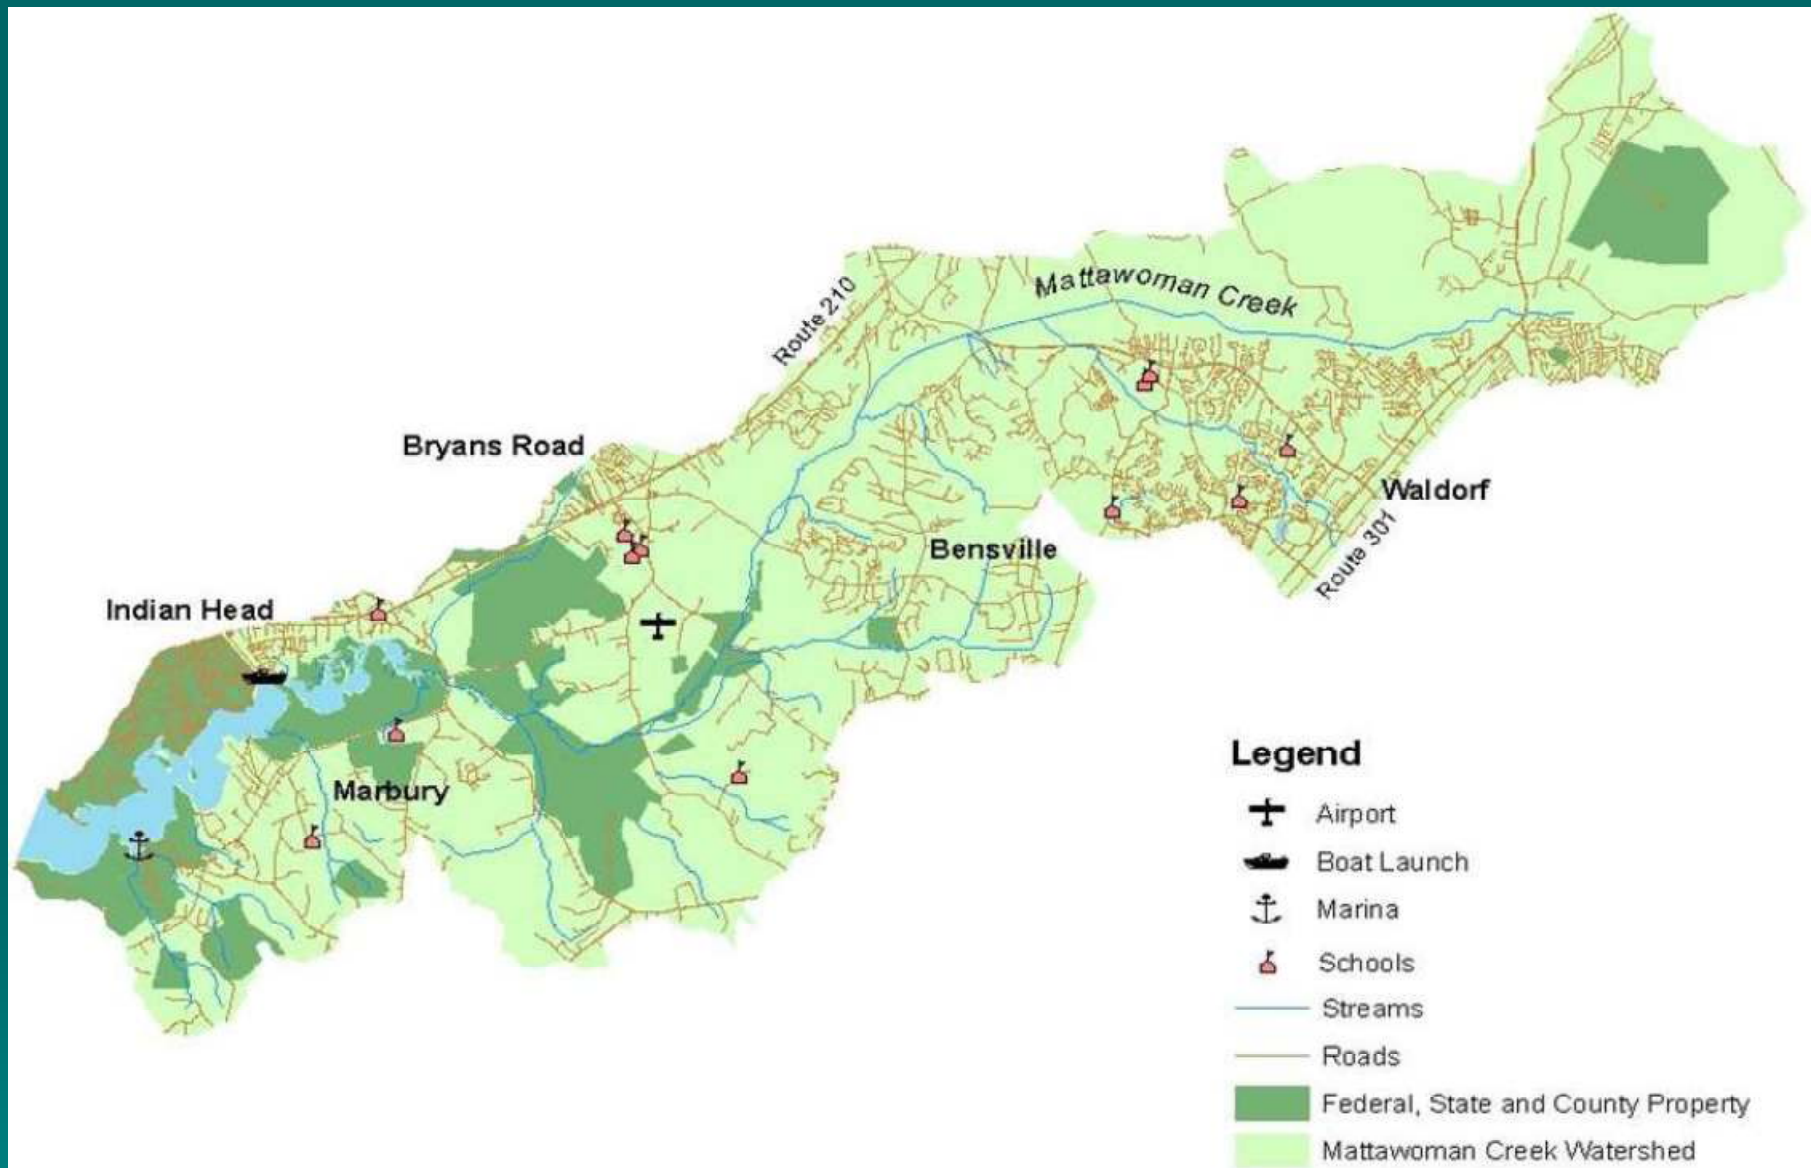 Mattawoman Creek
Route 210
Bryans Road
Waldorf
Route 301
Bensville
Indian Head
Marbury
Legend
Airport
Boat Launch
Marina
Schools
Streams
Roads
Federal, State and County Property
Mattawoman Creek Watershed